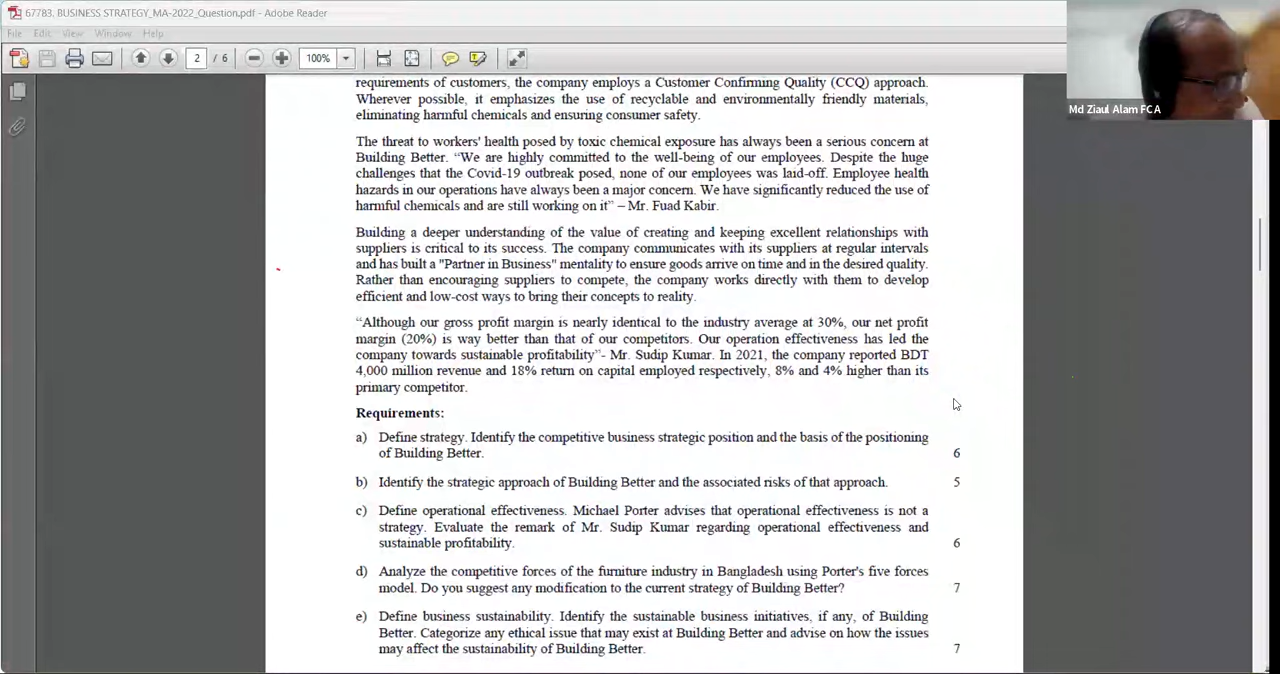 67783. BUSINESS STRATEGY_MA-2022_Question.pdf - Adobe Reader
File Edit View Window Help
2 / 6 100%
Md Ziaul Alam FCA
requirements of customers, the company employs a Customer Confirming Quality (CCQ) approach.
Wherever possible, it emphasizes the use of recyclable and environmentally friendly materials,
eliminating harmful chemicals and ensuring consumer safety.
The threat to workers' health posed by toxic chemical exposure has always been a serious concern at
Building Better. “We are highly committed to the well-being of our employees. Despite the huge
challenges that the Covid-19 outbreak posed, none of our employees was laid-off. Employee health
hazards in our operations have always been a major concern. We have significantly reduced the use of
harmful chemicals and are still working on it” – Mr. Fuad Kabir.
Building a deeper understanding of the value of creating and keeping excellent relationships with
suppliers is critical to its success. The company communicates with its suppliers at regular intervals
and has built a "Partner in Business" mentality to ensure goods arrive on time and in the desired quality.
Rather than encouraging suppliers to compete, the company works directly with them to develop
efficient and low-cost ways to bring their concepts to reality.
“Although our gross profit margin is nearly identical to the industry average at 30%, our net profit
margin (20%) is way better than that of our competitors. Our operation effectiveness has led the
company towards sustainable profitability”- Mr. Sudip Kumar. In 2021, the company reported BDT
4,000 million revenue and 18% return on capital employed respectively, 8% and 4% higher than its
primary competitor.
Requirements:
a) Define strategy. Identify the competitive business strategic position and the basis of the positioning
of Building Better. 6
b) Identify the strategic approach of Building Better and the associated risks of that approach. 5
c) Define operational effectiveness. Michael Porter advises that operational effectiveness is not a
strategy. Evaluate the remark of Mr. Sudip Kumar regarding operational effectiveness and
sustainable profitability. 6
d) Analyze the competitive forces of the furniture industry in Bangladesh using Porter's five forces
model. Do you suggest any modification to the current strategy of Building Better? 7
e) Define business sustainability. Identify the sustainable business initiatives, if any, of Building
Better. Categorize any ethical issue that may exist at Building Better and advise on how the issues
may affect the sustainability of Building Better. 7